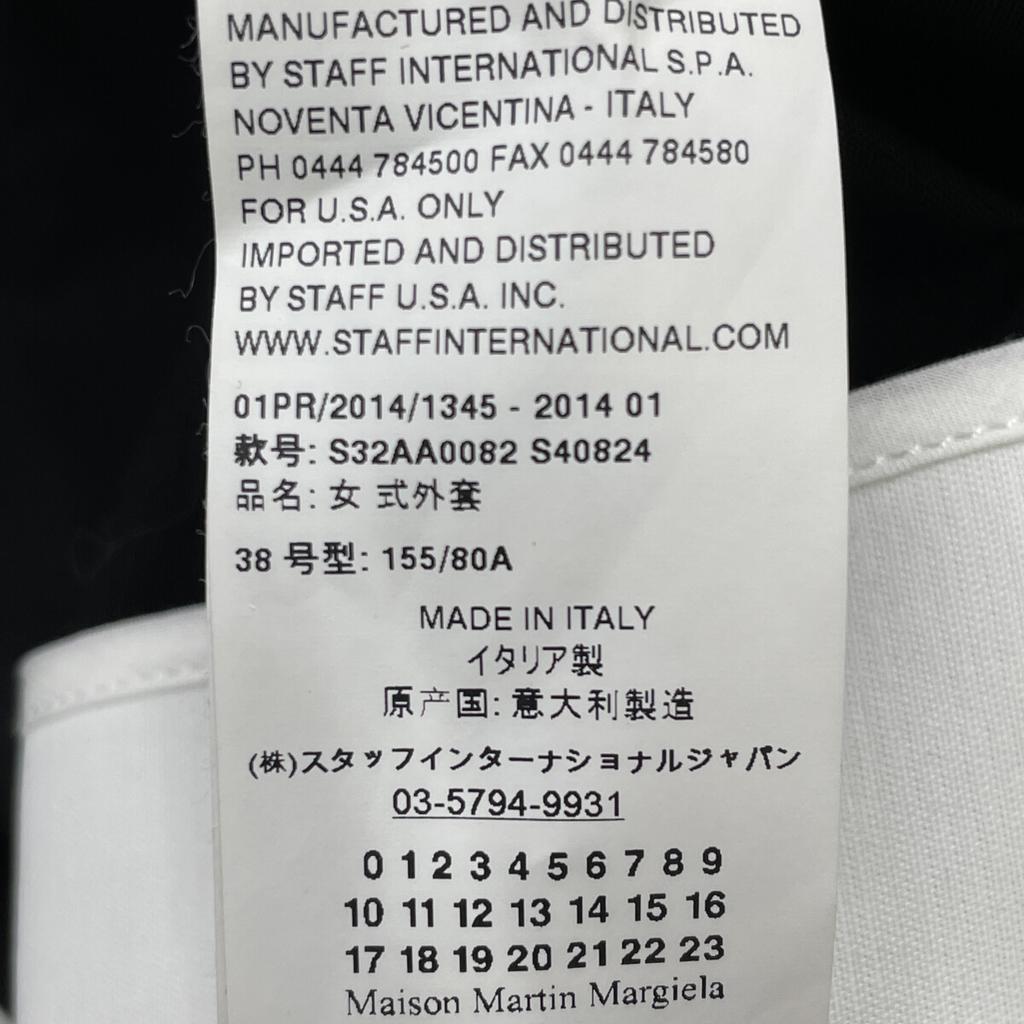 MANUFACTURED AND DISTRIBUTED
BY STAFF INTERNATIONAL S.P.A.
NOVENTA VICENTINA - ITALY
PH 0444 784500 FAX 0444 784580
FOR U.S.A. ONLY
IMPORTED AND DISTRIBUTED
BY STAFF U.S.A. INC.
WWW.STAFFINTERNATIONAL.COM
01PR/2014/1345 - 2014 01
款号: S32AA0082 S40824
品名: 女 式外套
38 号型: 155/80A
MADE IN ITALY
イタリア製
原产国: 意大利製造
(株)スタッフインターナショナルジャパン
03-5794-9931
0 1 2 3 4 5 6 7 8 9
10 11 12 13 14 15 16
17 18 19 20 21 22 23
Maison Martin Margiela